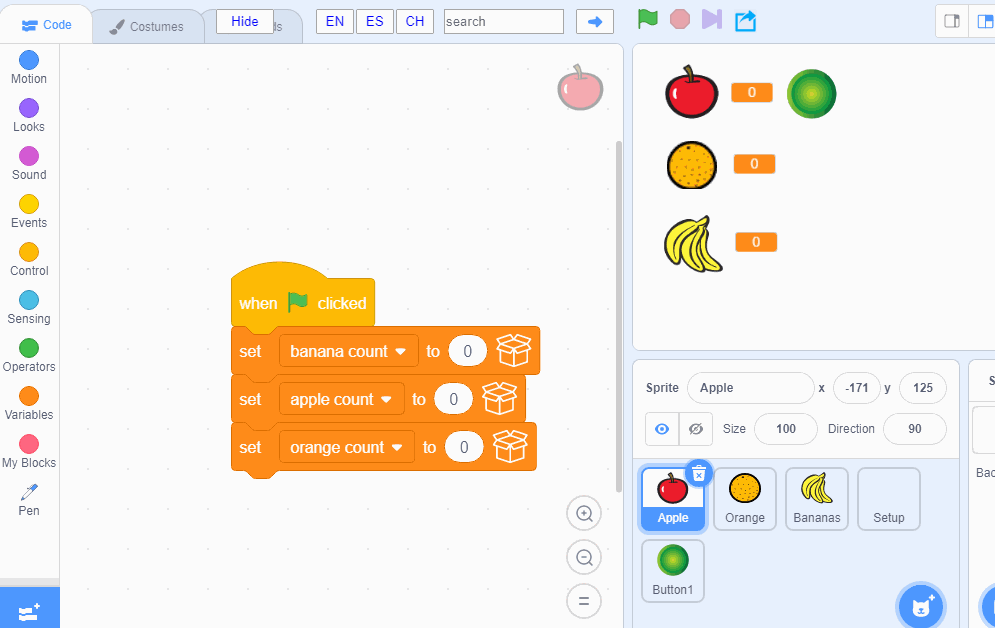 Code
Costumes
Hide
ds
EN
ES
CH
search
Motion
Looks
Sound
Events
Control
Sensing
Operators
Variables
My Blocks
Pen
when clicked
set banana count to 0
set apple count to 0
set orange count to 0
0
0
0
Sprite Apple x -171 y 125
Size 100 Direction 90
Apple
Orange
Bananas
Setup
Button1
S
Bac